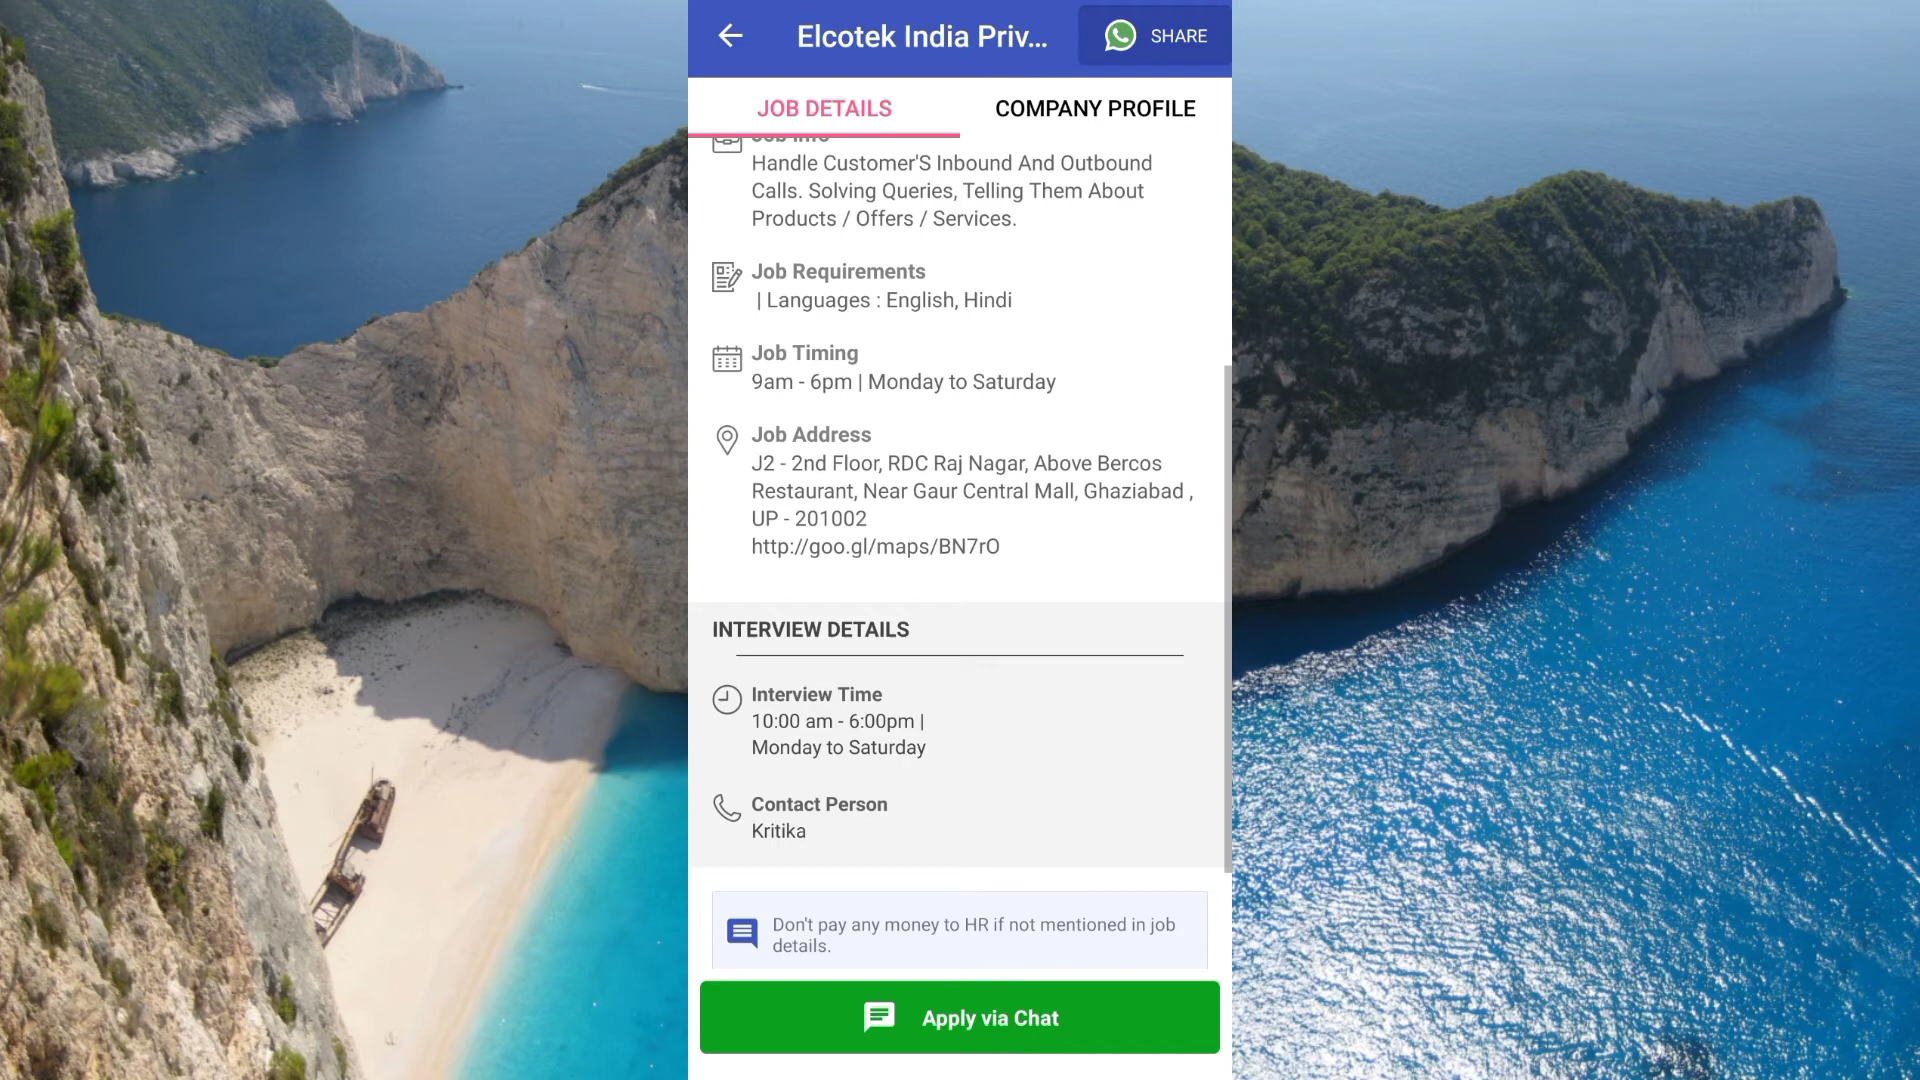 Elcotek India Priv...
SHARE
JOB DETAILS
COMPANY PROFILE
Job Info
Handle Customer'S Inbound And Outbound
Calls. Solving Queries, Telling Them About
Products / Offers / Services.
Job Requirements
| Languages : English, Hindi
Job Timing
9am - 6pm | Monday to Saturday
Job Address
J2 - 2nd Floor, RDC Raj Nagar, Above Bercos
Restaurant, Near Gaur Central Mall, Ghaziabad ,
UP - 201002
http://goo.gl/maps/BN7rO
INTERVIEW DETAILS
Interview Time
10:00 am - 6:00pm |
Monday to Saturday
Contact Person
Kritika
Don't pay any money to HR if not mentioned in job
details.
Apply via Chat